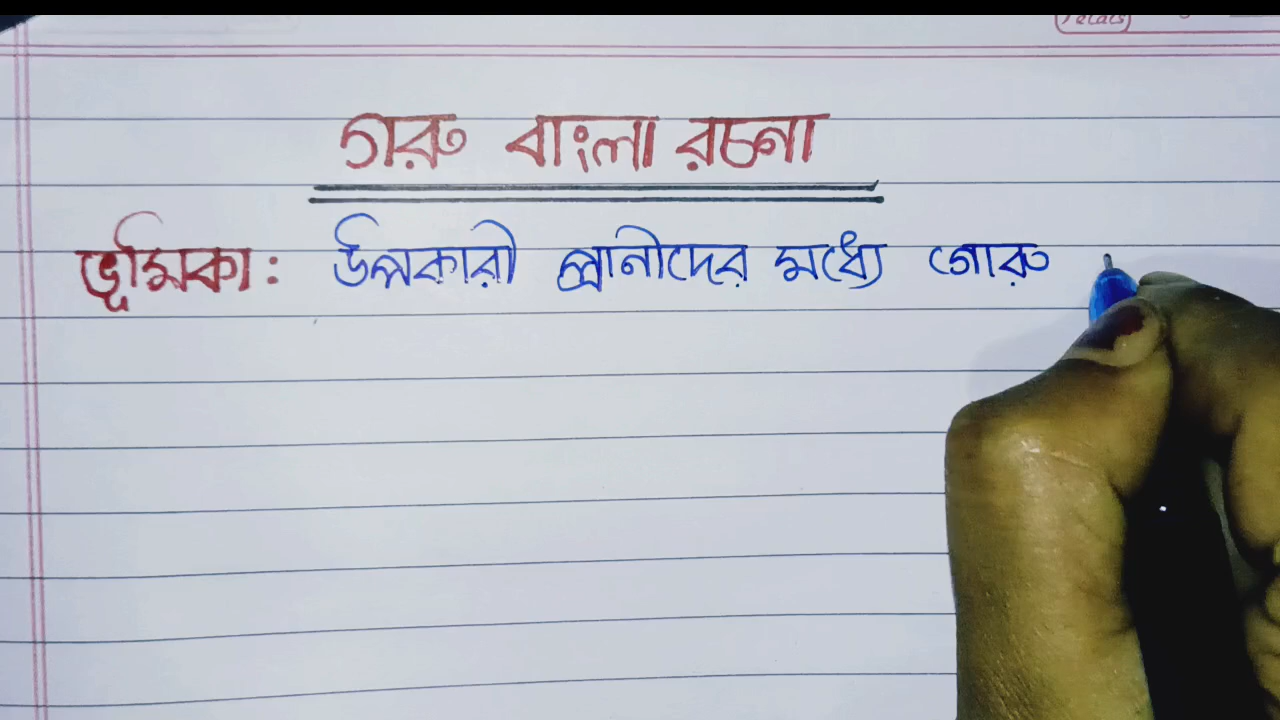 গরু বাংলা রচনা
ভূমিকা: উপকারী প্রানীদের মধ্যে গোরু